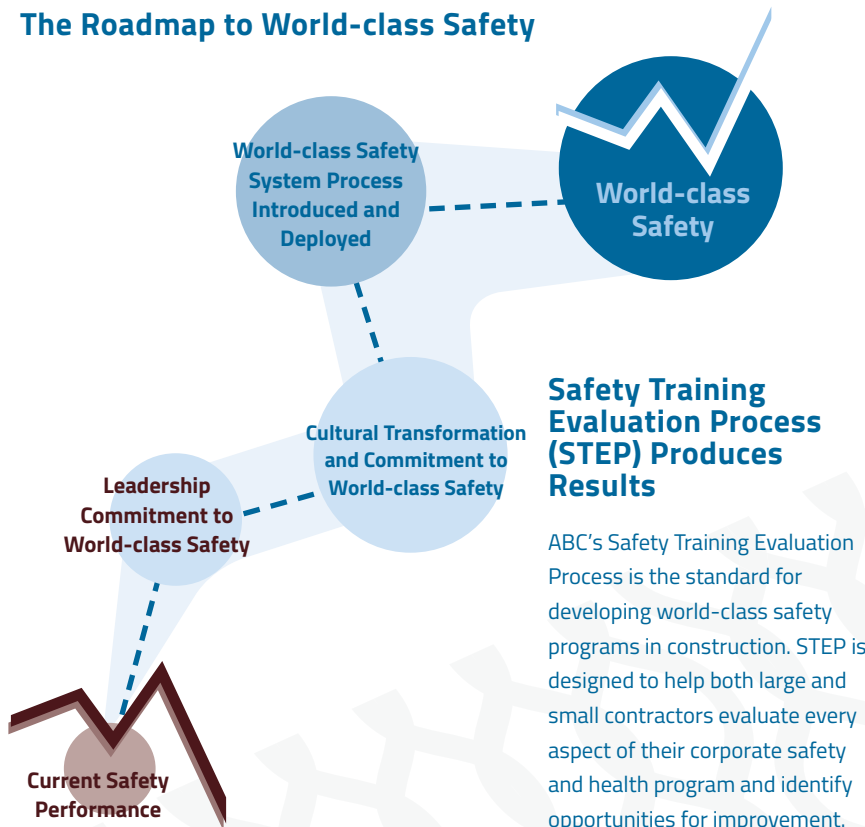 The Roadmap to World-class Safety
World-class Safety
System Process
Introduced and
Deployed
World-class
Safety
Cultural Transformation
and Commitment to
World-class Safety
Leadership
Commitment to
World-class Safety
Current Safety
Performance
Safety Training
Evaluation Process
(STEP) Produces
Results
ABC’s Safety Training Evaluation
Process is the standard for
developing world-class safety
programs in construction. STEP is
designed to help both large and
small contractors evaluate every
aspect of their corporate safety
and health program and identify
opportunities for improvement.